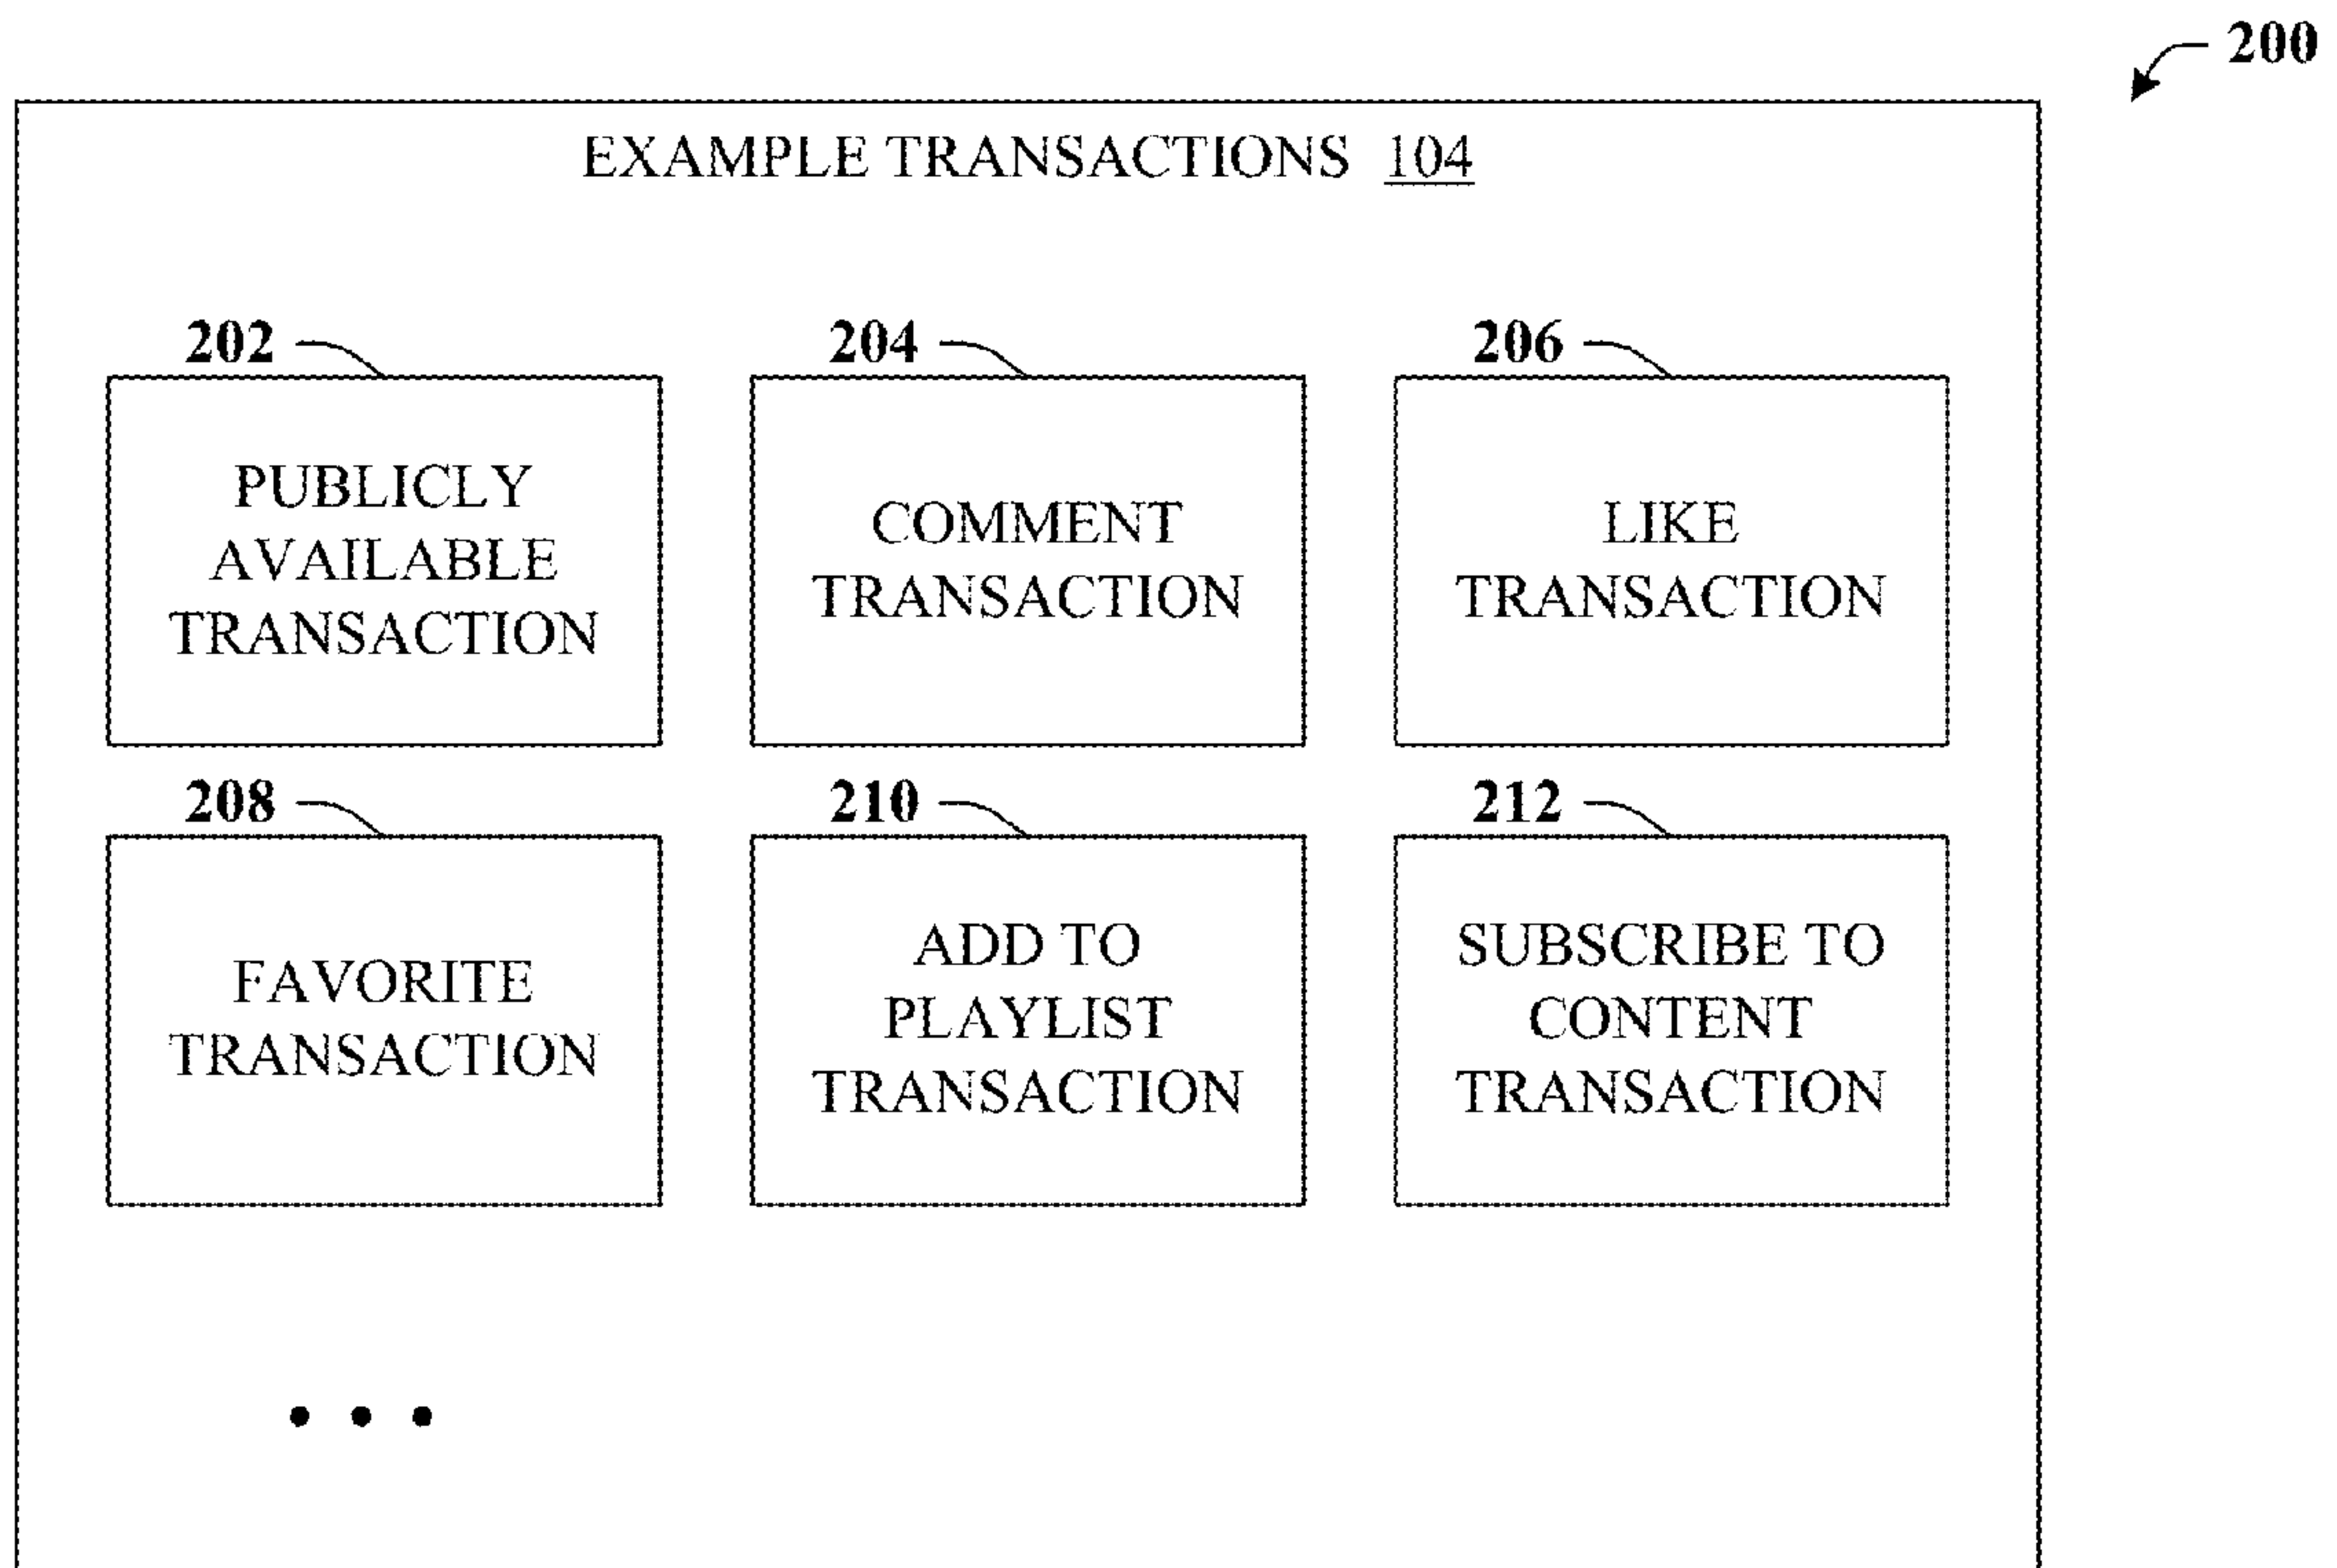 200
EXAMPLE TRANSACTIONS 104
202
204
206
PUBLICLY
AVAILABLE
TRANSACTION
COMMENT
TRANSACTION
LIKE
TRANSACTION
208
210
212
FAVORITE
TRANSACTION
ADD TO
PLAYLIST
TRANSACTION
SUBSCRIBE TO
CONTENT
TRANSACTION
• • •